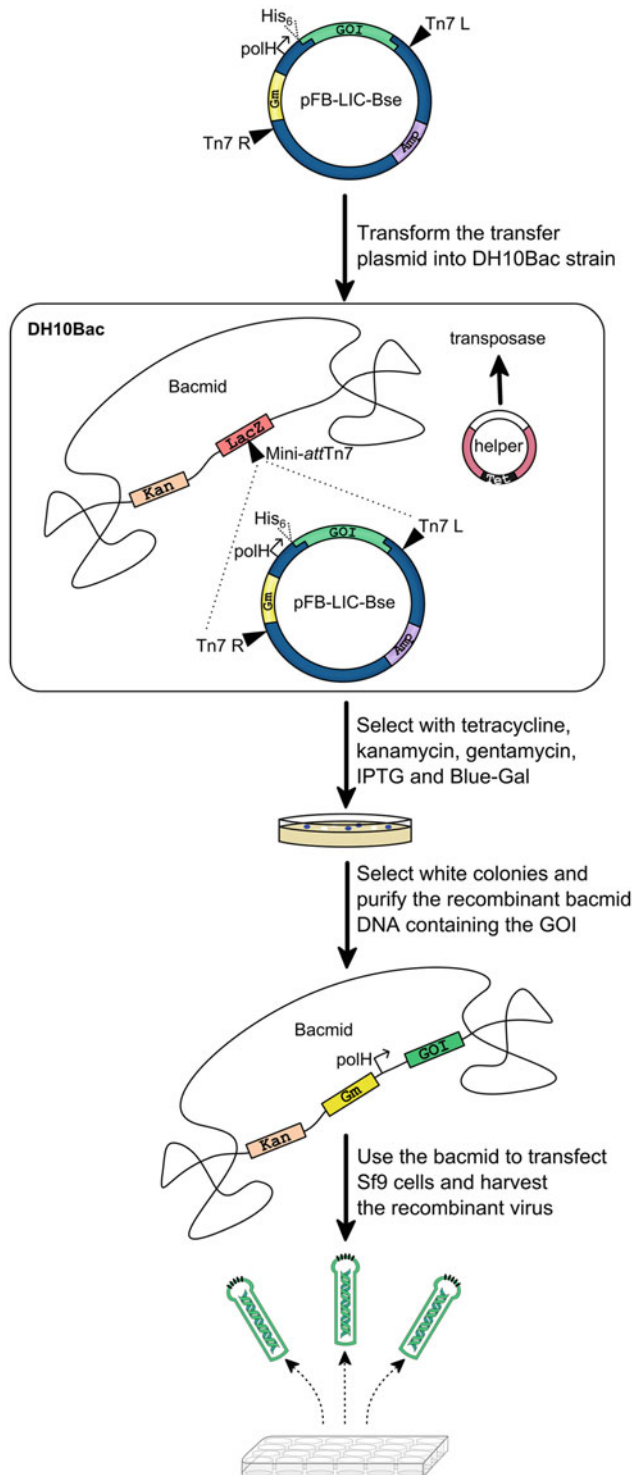 His6
GOI
Tn7 L
polH
Gm
pFB-LIC-Bse
Tn7 R
Amp
Transform the transfer
plasmid into DH10Bac strain
DH10Bac
transposase
Bacmid
LacZ
helper
Mini-attTn7
Tet
Kan
His6
GOI
Tn7 L
polH
Gm
pFB-LIC-Bse
Tn7 R
Amp
Select with tetracycline,
kanamycin, gentamycin,
IPTG and Blue-Gal
Select white colonies and
purify the recombinant bacmid
DNA containing the GOI
Bacmid
polH
GOI
Gm
Kan
Use the bacmid to transfect
Sf9 cells and harvest
the recombinant virus